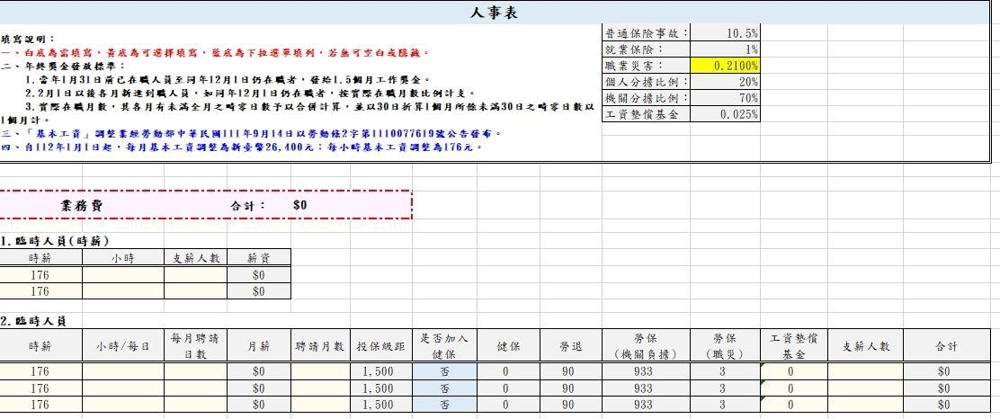 人事表
填寫說明：
一、白底為需填寫，黃底為可選擇填寫，藍底為下拉選單填列，若無可空白或隱藏。
二、年終獎金發放標準：
1.當年1月31日前已在職人員至同年12月1日仍在職者，發給1.5個月工作獎金。
2.2月1日以後各月新進到職人員，如同年12月1日仍在職者，按實際在職月數比例計支。
3.實際在職月數，其各月有未滿全月之畸零日數予以合併計算，並以30日折算1個月所餘未滿30日之畸零日數以
1個月計。
三、「基本工資」調整業經勞動部中華民國111年9月14日以勞動條2字第1110077619號公告發布。
四、自112年1月1日起，每月基本工資調整為新臺幣26,400元；每小時基本工資調整為176元。
普通保險事故： 10.5%
就業保險： 1%
職業災害： 0.2100%
個人分擔比例： 20%
機關分擔比例： 70%
工資墊償基金 0.025%
業務費 合計： $0
1.臨時人員(時薪)
時薪 小時 支薪人數 薪資
176 $0
176 $0
2.臨時人員
時薪 小時/每日 每月聘請日數 月薪 聘請月數 投保級距 是否加入健保 健保 勞退 勞保(機關負擔) 勞保(職災) 工資墊償基金 支薪人數 合計
176 $0 1,500 否 0 90 933 3 0 $0
176 $0 1,500 否 0 90 933 3 0 $0
176 $0 1,500 否 0 90 933 3 0 $0